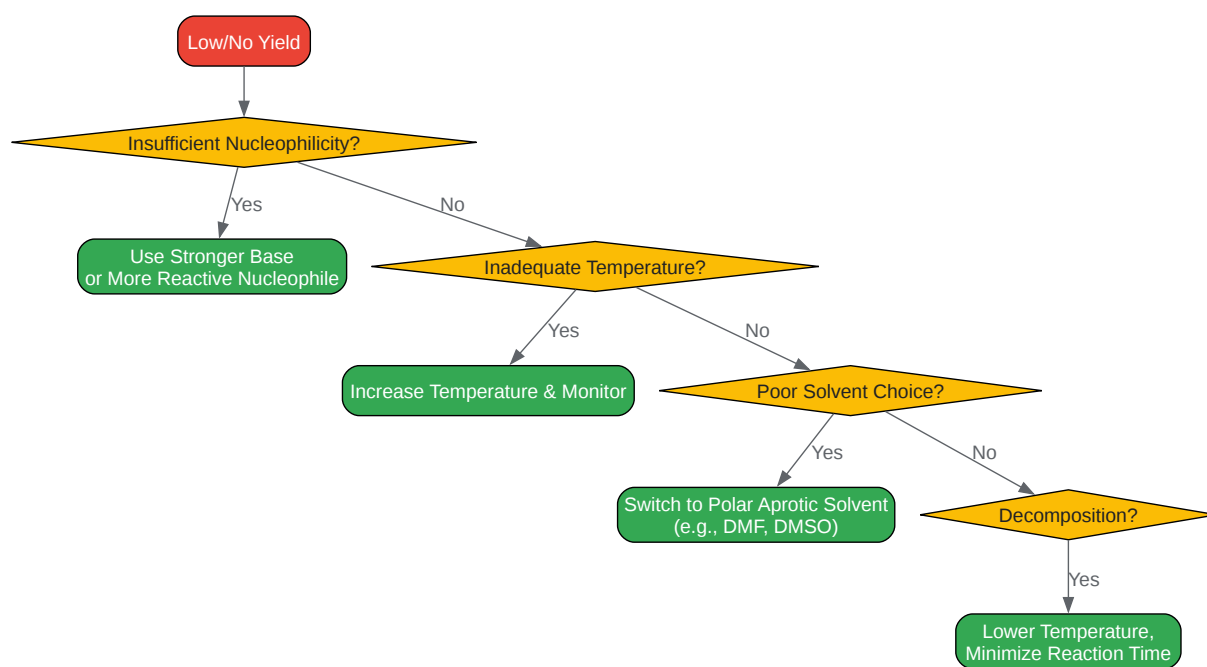 Low/No Yield
Insufficient Nucleophilicity?
Yes
No
Use Stronger Base
or More Reactive Nucleophile
Inadequate Temperature?
Yes
No
Increase Temperature & Monitor
Poor Solvent Choice?
Yes
No
Switch to Polar Aprotic Solvent
(e.g., DMF, DMSO)
Decomposition?
Yes
Lower Temperature,
Minimize Reaction Time